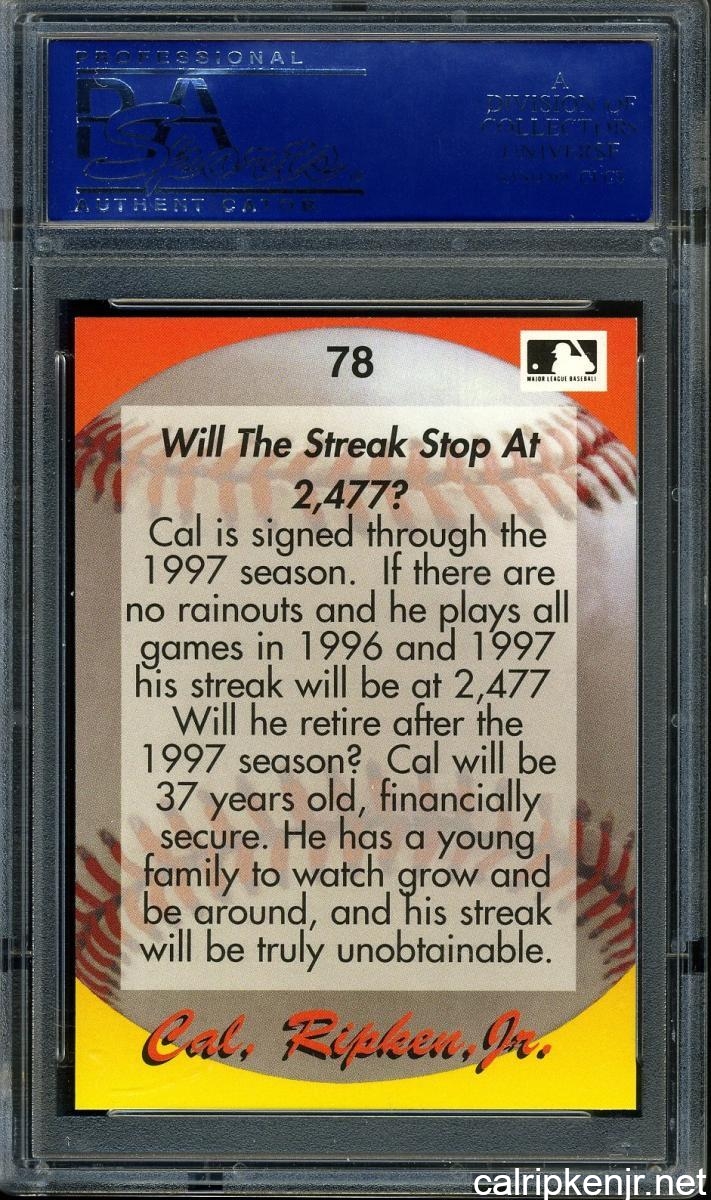 PROFESSIONAL
PSA
Sports
AUTHENTICATOR
A
DIVISION OF
COLLECTORS
UNIVERSE
78
MAJOR LEAGUE BASEBALL
Will The Streak Stop At
2,477?
Cal is signed through the
1997 season. If there are
no rainouts and he plays all
games in 1996 and 1997
his streak will be at 2,477
Will he retire after the
1997 season? Cal will be
37 years old, financially
secure. He has a young
family to watch grow and
be around, and his streak
will be truly unobtainable.
Cal, Ripken, Jr.
calripkenjr.net